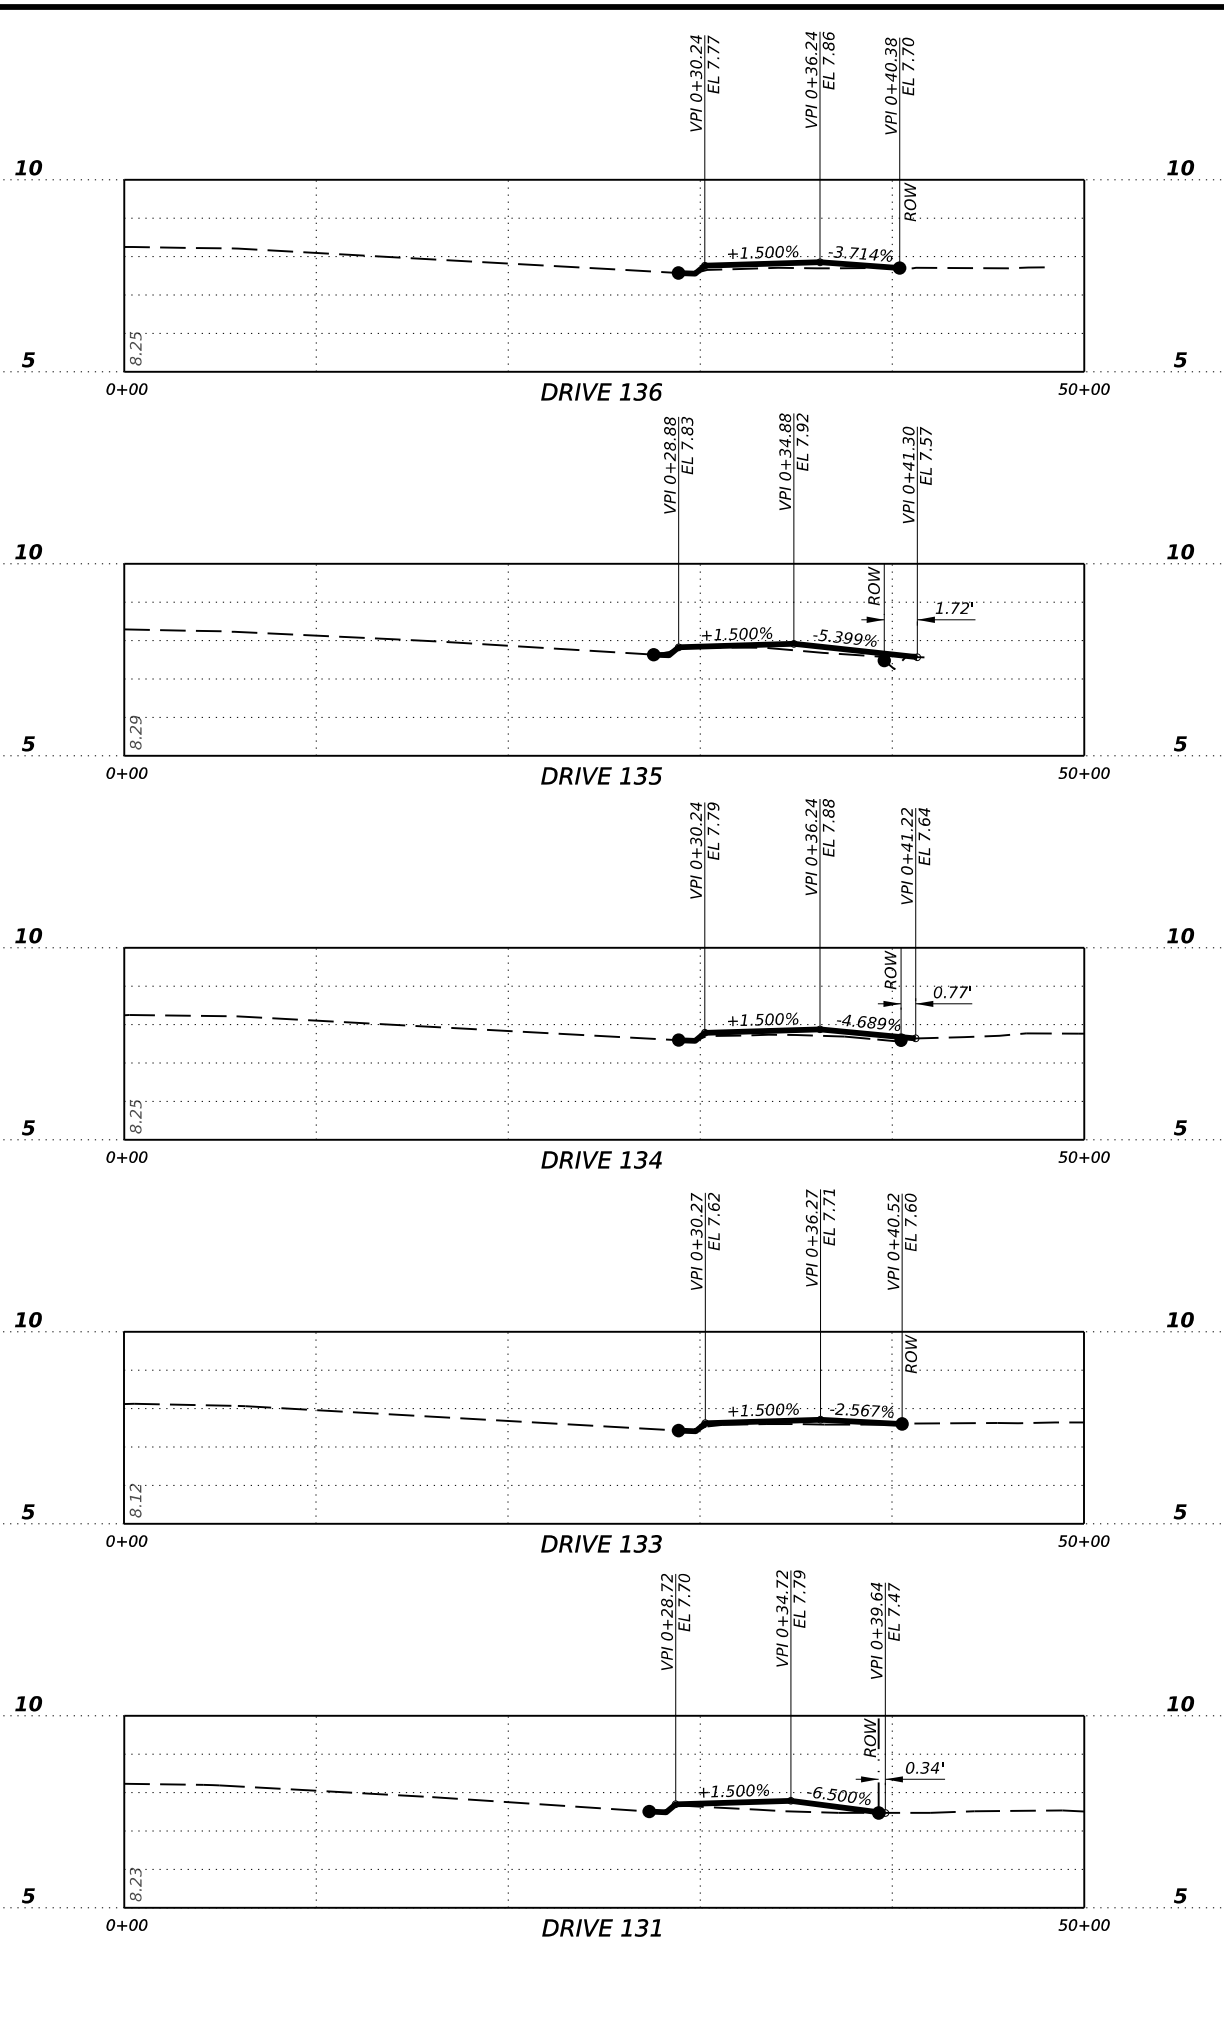 VPI 0+30.24
EL 7.77
VPI 0+36.24
EL 7.86
VPI 0+40.38
EL 7.70
10
10
ROW
+1.500%
-3.714%
8.25
5
5
0+00
DRIVE 136
50+00
VPI 0+28.88
EL 7.83
VPI 0+34.88
EL 7.92
VPI 0+41.30
EL 7.57
10
10
ROW
1.72'
+1.500%
-5.399%
8.29
5
5
0+00
DRIVE 135
50+00
VPI 0+30.24
EL 7.79
VPI 0+36.24
EL 7.88
VPI 0+41.22
EL 7.64
10
10
ROW
0.77'
+1.500%
-4.689%
8.25
5
5
0+00
DRIVE 134
50+00
VPI 0+30.27
EL 7.62
VPI 0+36.27
EL 7.71
VPI 0+40.52
EL 7.60
10
10
ROW
+1.500%
-2.567%
8.12
5
5
0+00
DRIVE 133
50+00
VPI 0+28.72
EL 7.70
VPI 0+34.72
EL 7.79
VPI 0+39.64
EL 7.47
10
10
ROW
0.34'
+1.500%
-6.500%
8.23
5
5
0+00
DRIVE 131
50+00